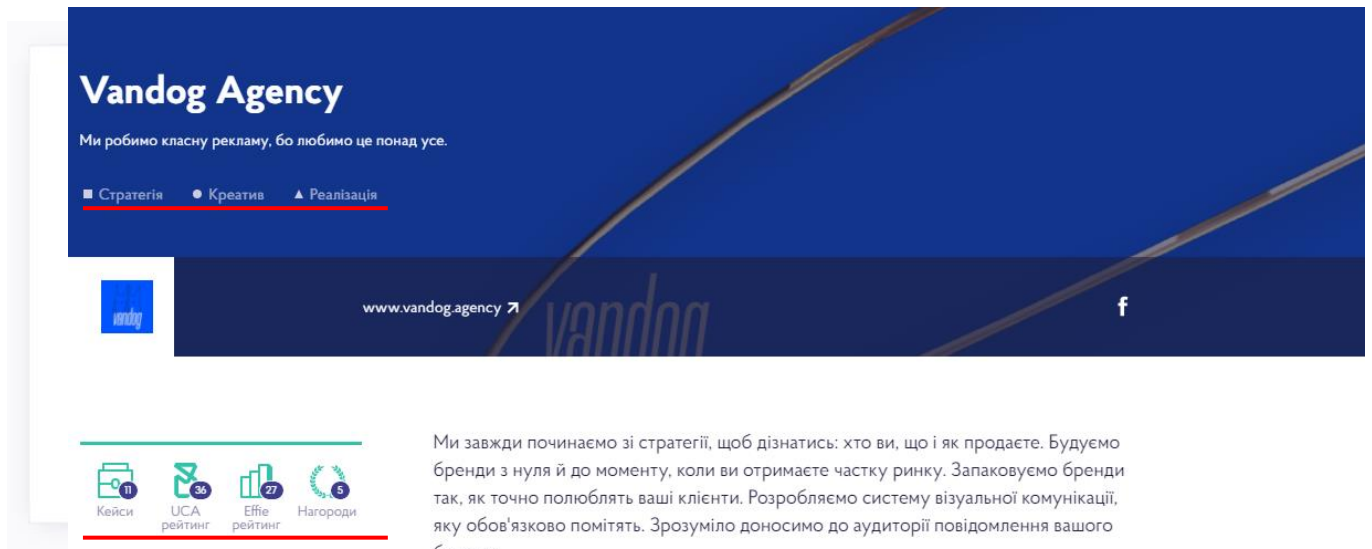 Vandog Agency
Ми робимо класну рекламу, бо любимо це понад усе.
Стратегія Креатив Реалізація
vandog
www.vandog.agency
vandog
f
Ми завжди починаємо зі стратегії, щоб дізнатись: хто ви, що і як продаєте. Будуємо
бренди з нуля й до моменту, коли ви отримаєте частку ринку. Запаковуємо бренди
так, як точно полюблять ваші клієнти. Розробляємо систему візуальної комунікації,
яку обов'язково помітять. Зрозуміло доносимо до аудиторії повідомлення вашого
11 36 27 5
Кейси UCA рейтинг Effie рейтинг Нагороди